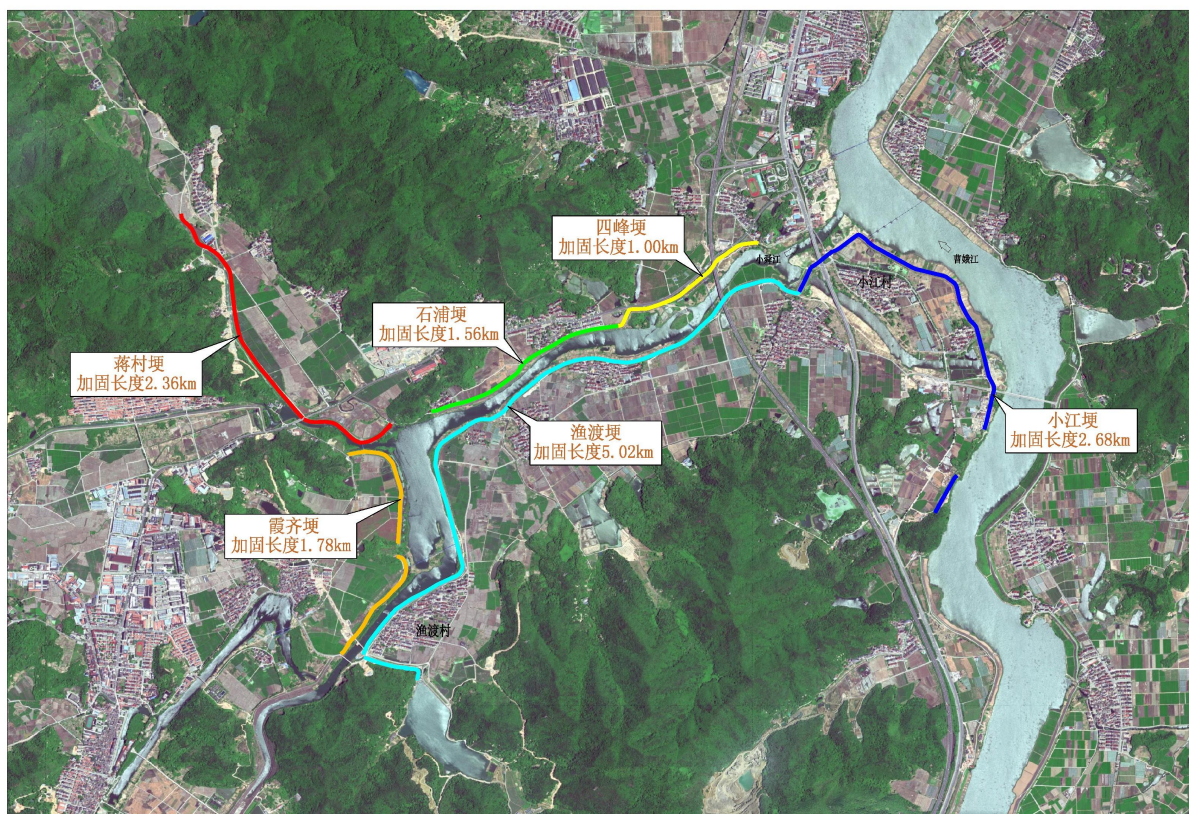 四峰埂
加固长度1.00km
小舜江
曹娥江
小江村
石浦埂
加固长度1.56km
蒋村埂
加固长度2.36km
渔渡埂
加固长度5.02km
小江埂
加固长度2.68km
霞齐埂
加固长度1.78km
渔渡村